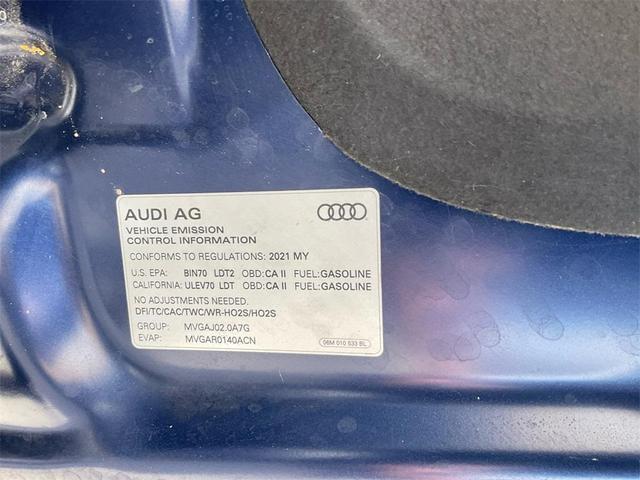 AUDI AG
VEHICLE EMISSION
CONTROL INFORMATION
CONFORMS TO REGULATIONS: 2021 MY
U.S. EPA: BIN70 LDT2 OBD:CA II FUEL:GASOLINE
CALIFORNIA: ULEV70 LDT OBD:CA II FUEL:GASOLINE
NO ADJUSTMENTS NEEDED.
DFI/TC/CAC/TWC/WR-HO2S/HO2S
GROUP: MVGAJ02.0A7G
EVAP: MVGAR0140ACN
06M 010 633 BL